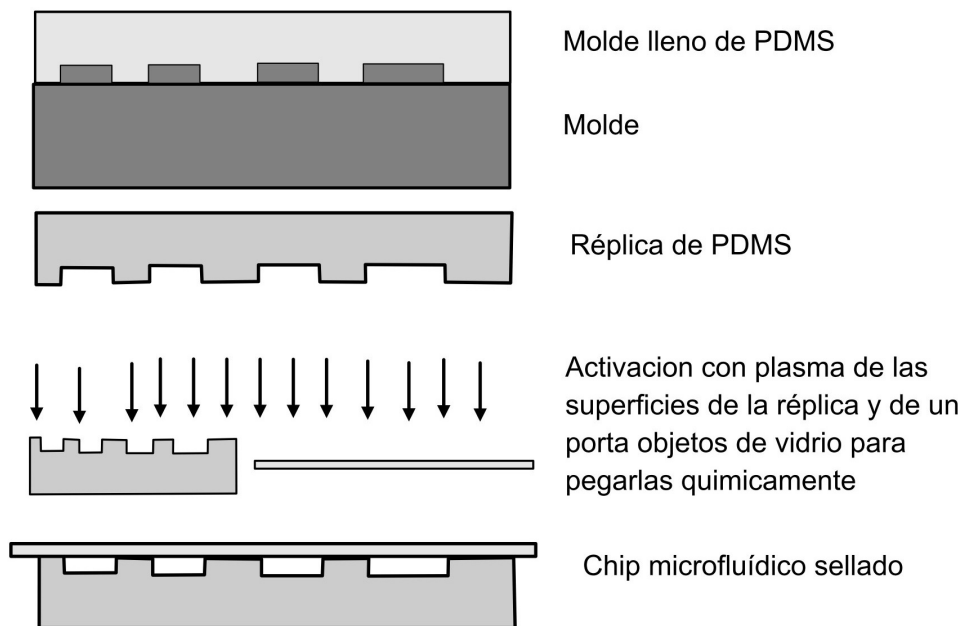 Molde lleno de PDMS
Molde
Réplica de PDMS
Activacion con plasma de las
superficies de la réplica y de un
porta objetos de vidrio para
pegarlas quimicamente
Chip microfluídico sellado